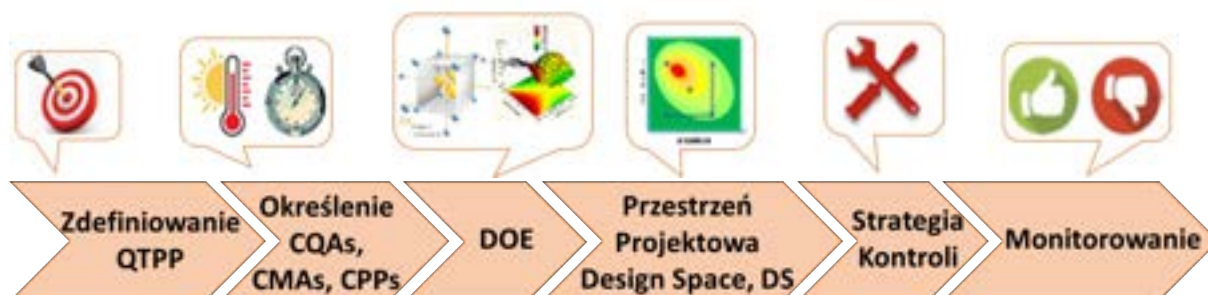 Zdefiniowanie
QTPP
Określenie
CQAs,
CMAs, CPPs
DOE
Przestrzeń
Projektowa
Design Space, DS
Strategia
Kontroli
Monitorowanie